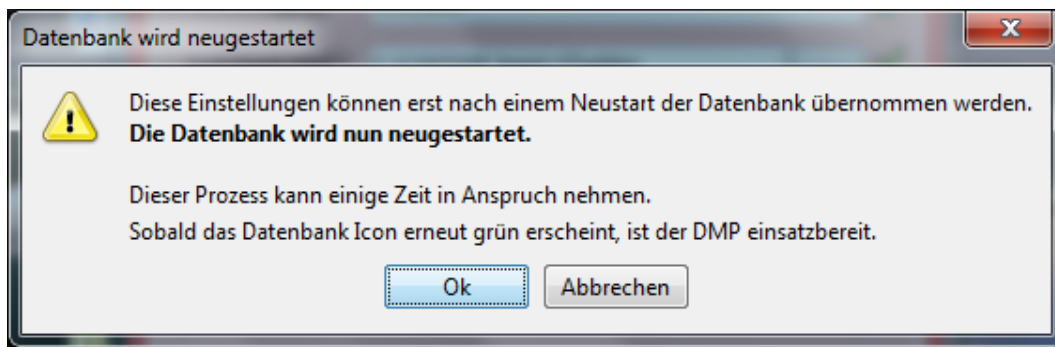 Datenbank wird neugestartet
Diese Einstellungen können erst nach einem Neustart der Datenbank übernommen werden.
Die Datenbank wird nun neugestartet.
Dieser Prozess kann einige Zeit in Anspruch nehmen.
Sobald das Datenbank Icon erneut grün erscheint, ist der DMP einsatzbereit.
Ok
Abbrechen